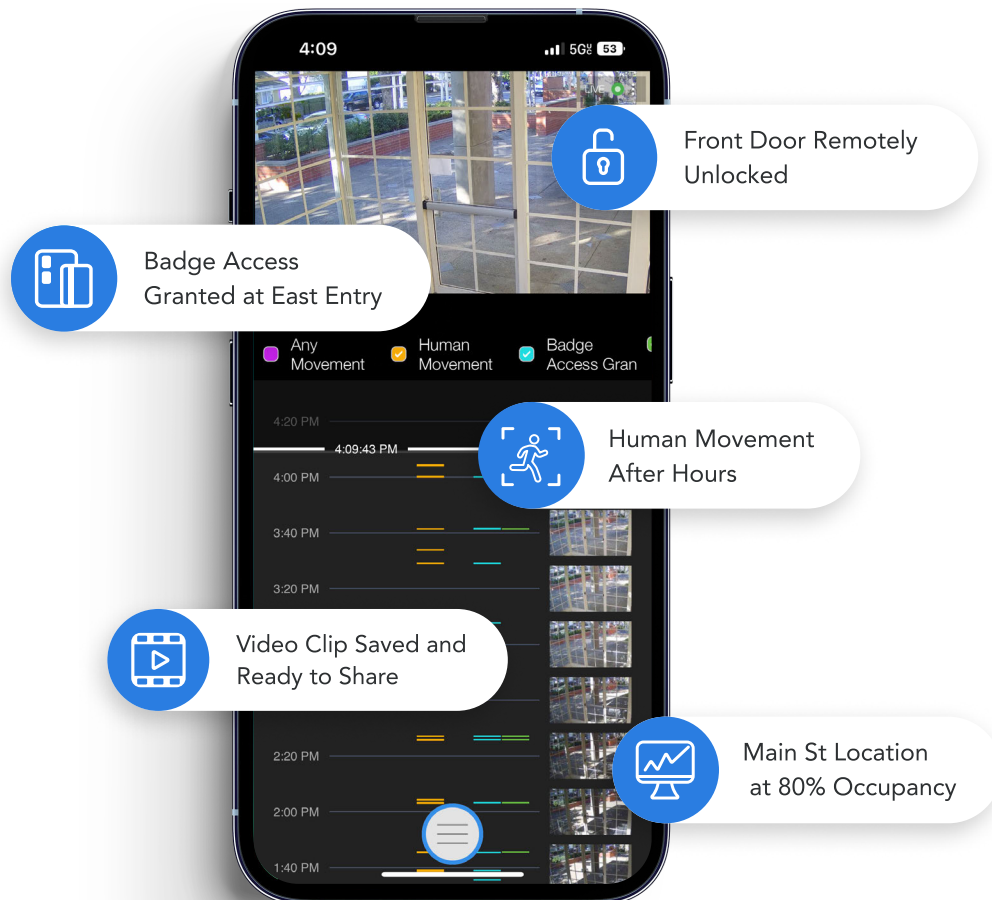 4:09
5G
53
LIVE
Front Door Remotely
Unlocked
Badge Access
Granted at East Entry
Any
Movement
Human
Movement
Badge
Access Gran
4:20 PM
4:09:43 PM
Human Movement
After Hours
4:00 PM
3:40 PM
3:20 PM
Video Clip Saved and
Ready to Share
2:20 PM
Main St Location
at 80% Occupancy
2:00 PM
1:40 PM